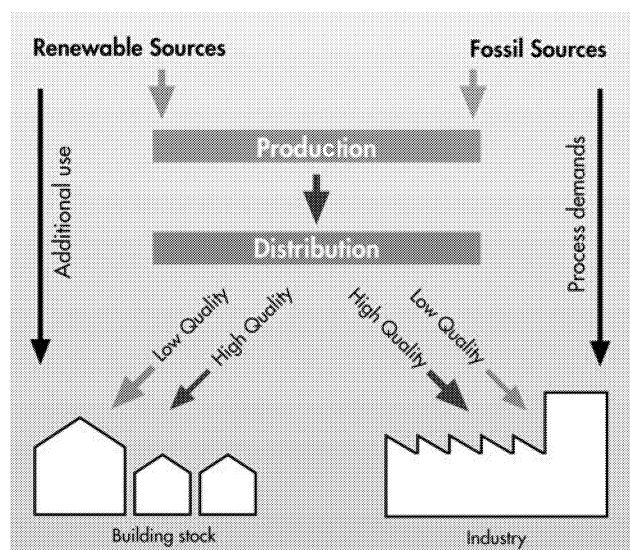 Renewable Sources
Fossil Sources
Production
Additional use
Process demands
Distribution
Low Quality
High Quality
High Quality
Low Quality
Building stock
Industry